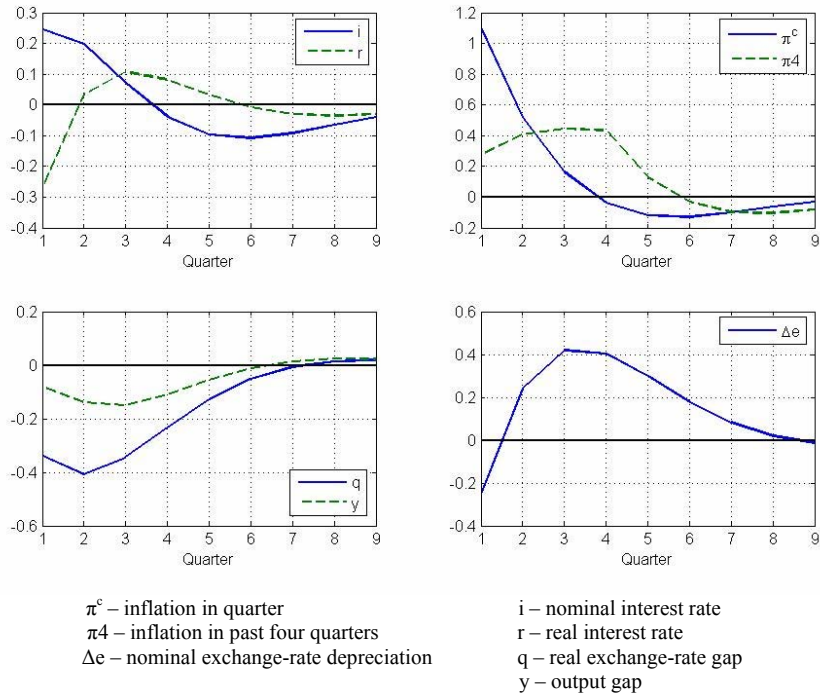 0.3
0.2
0.1
0
-0.1
-0.2
-0.3
-0.4
1 2 3 4 5 6 7 8 9
Quarter
i
r
1.2
1
0.8
0.6
0.4
0.2
0
-0.2
1 2 3 4 5 6 7 8 9
Quarter
πᶜ
π4
0.2
0
-0.2
-0.4
-0.6
1 2 3 4 5 6 7 8 9
Quarter
q
y
0.6
0.4
0.2
0
-0.2
-0.4
1 2 3 4 5 6 7 8 9
Quarter
Δe
πᶜ – inflation in quarter
π4 – inflation in past four quarters
Δe – nominal exchange-rate depreciation
i – nominal interest rate
r – real interest rate
q – real exchange-rate gap
y – output gap